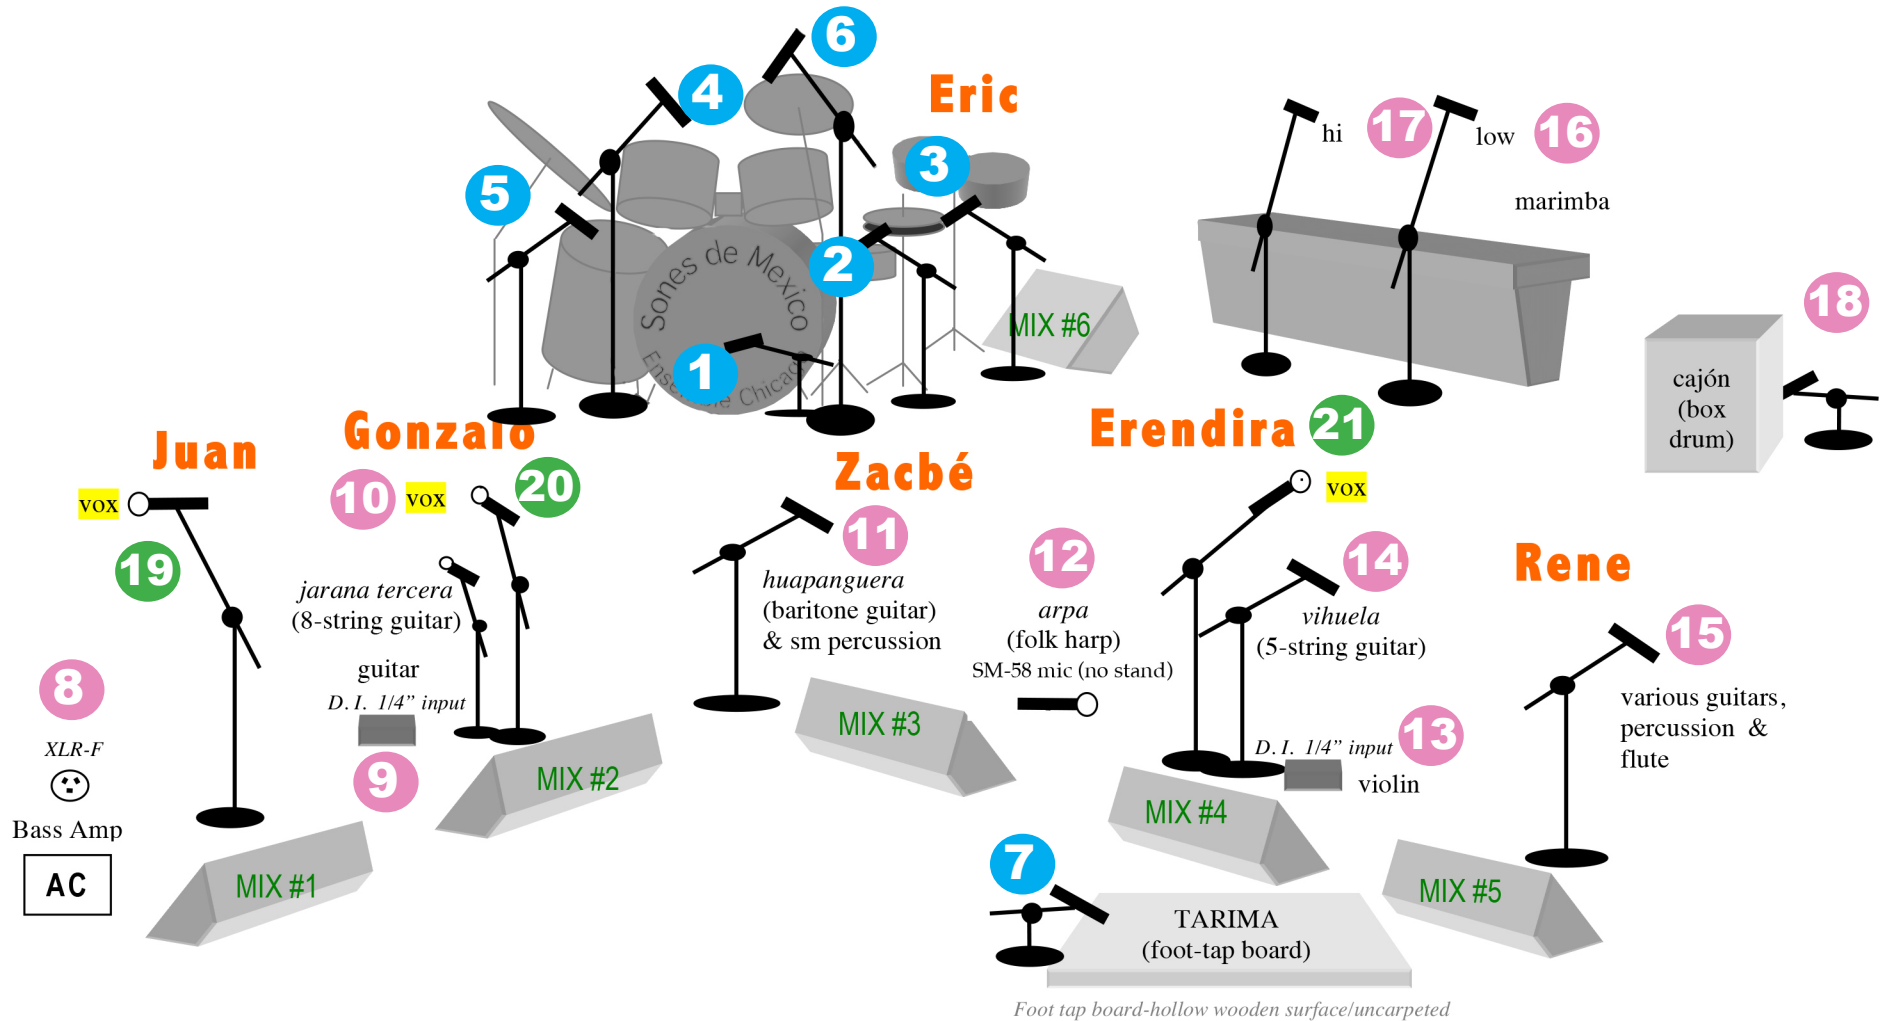 6
4
Eric
3
5
2
Sones de Mexico
Ensemble Chicago
1
MIX #6
hi
17
low
16
marimba
18
cajón
(box
drum)
Juan
vox
19
8
XLR-F
Bass Amp
AC
MIX #1
Gonzalo
10
vox
20
jarana tercera
(8-string guitar)
guitar
D. I. 1/4” input
9
MIX #2
Zacbé
11
huapanguera
(baritone guitar)
& sm percussion
MIX #3
12
arpa
(folk harp)
SM-58 mic (no stand)
Erendira
21
vox
14
vihuela
(5-string guitar)
D. I. 1/4” input
13
violin
MIX #4
Rene
15
various guitars,
percussion &
flute
MIX #5
7
TARIMA
(foot-tap board)
Foot tap board-hollow wooden surface/uncarpeted